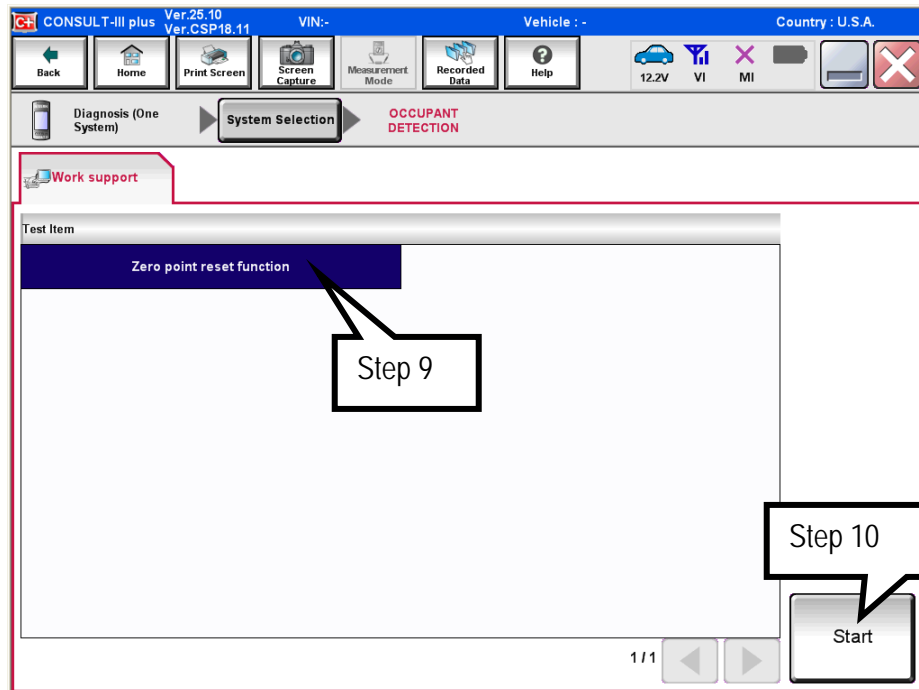 C+ CONSULT-III plus Ver.25.10 VIN:- Vehicle : - Country : U.S.A.
Ver.CSP18.11
Back Home Print Screen Screen Capture Measurement Mode Recorded Data Help 12.2V VI MI
Diagnosis (One System) System Selection OCCUPANT DETECTION
Work support
Test Item
Zero point reset function
Step 9
Step 10
Start
1/1